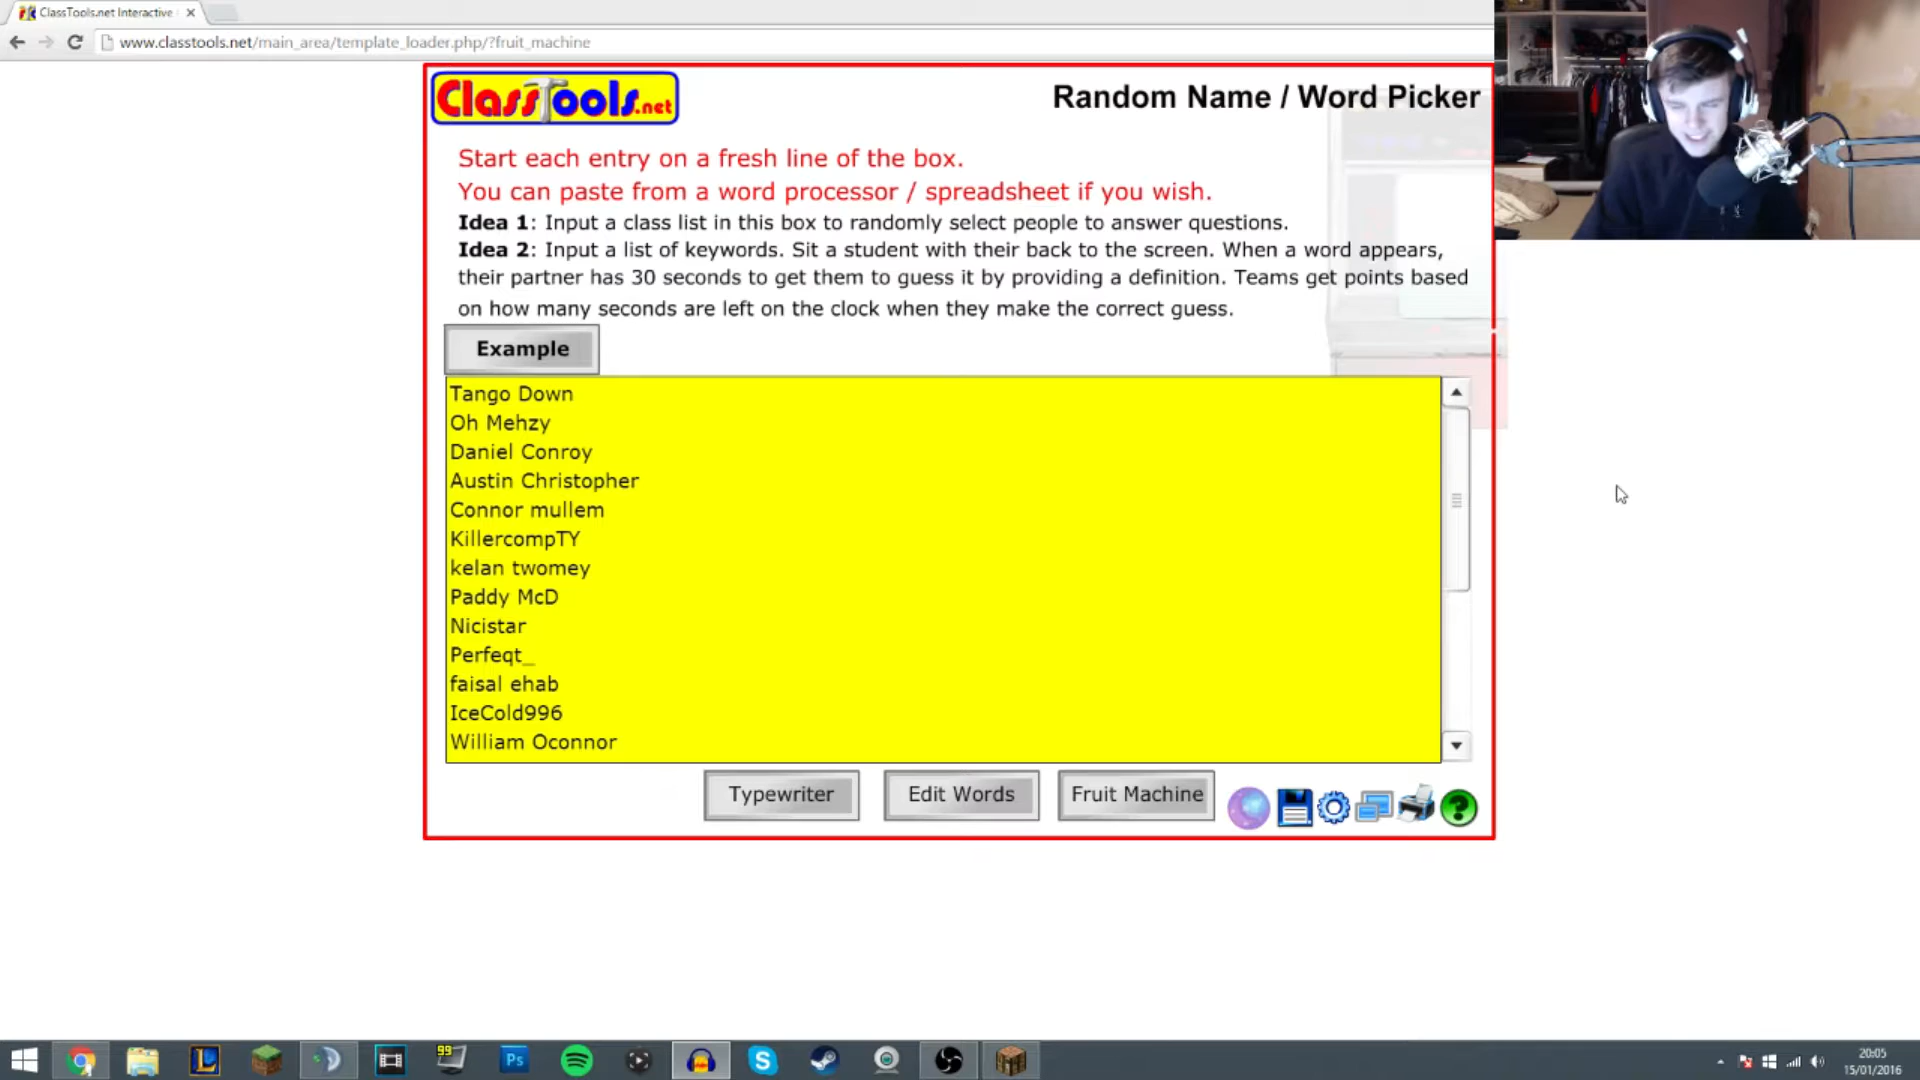 ClassTools.net Interactive
www.classtools.net/main_area/template_loader.php/?fruit_machine
ClassTools.net
Random Name / Word Picker
Start each entry on a fresh line of the box.
You can paste from a word processor / spreadsheet if you wish.
Idea 1: Input a class list in this box to randomly select people to answer questions.
Idea 2: Input a list of keywords. Sit a student with their back to the screen. When a word appears,
their partner has 30 seconds to get them to guess it by providing a definition. Teams get points based
on how many seconds are left on the clock when they make the correct guess.
Example
Tango Down
Oh Mehzy
Daniel Conroy
Austin Christopher
Connor mullem
KillercompTY
kelan twomey
Paddy McD
Nicistar
Perfeqt_
faisal ehab
IceCold996
William Oconnor
Typewriter
Edit Words
Fruit Machine
?
L
99
Ps
S
20:05
15/01/2016